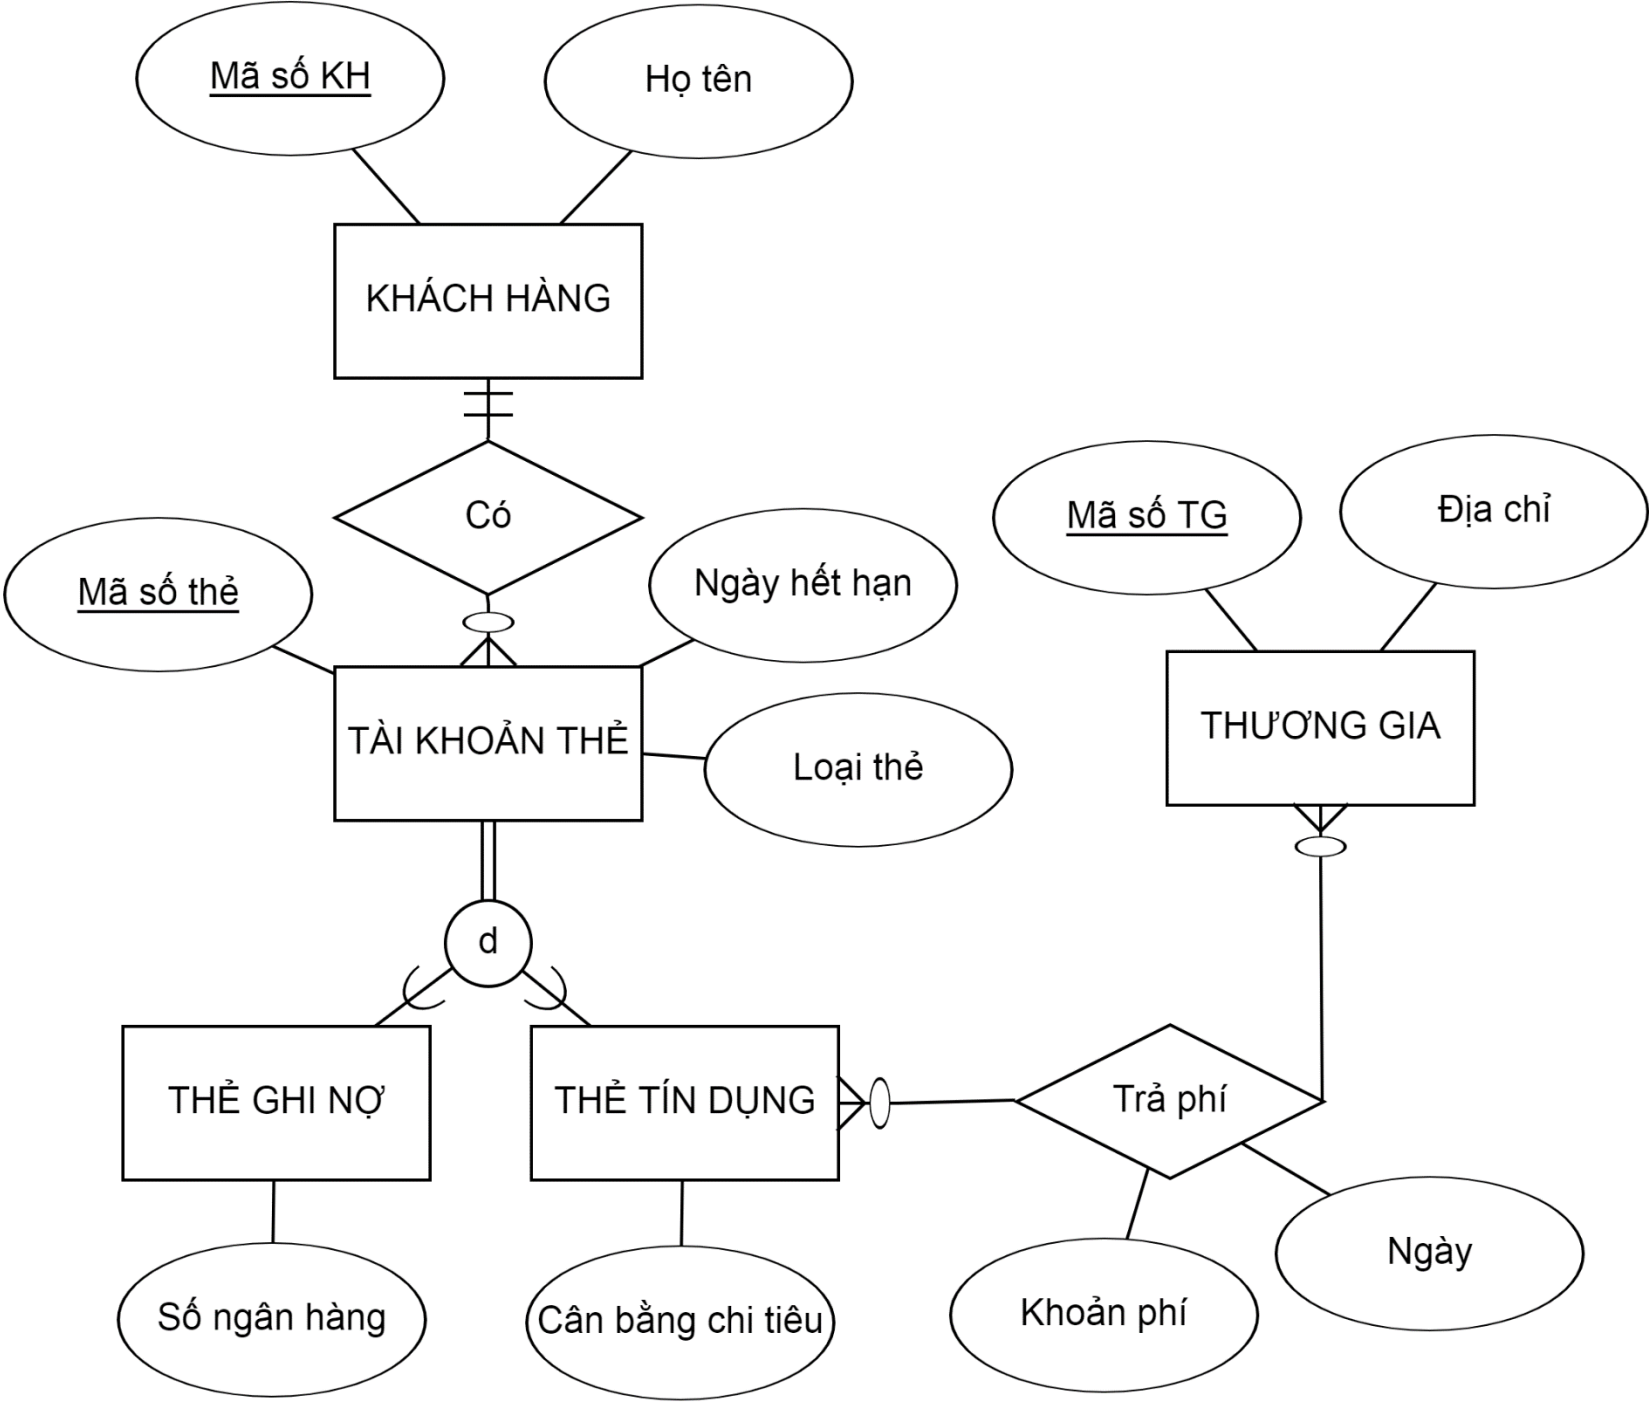 Mã số KH
Họ tên
KHÁCH HÀNG
Có
Mã số TG
Địa chỉ
Mã số thẻ
Ngày hết hạn
TÀI KHOẢN THẺ
THƯƠNG GIA
Loại thẻ
d
THẺ GHI NỢ
THẺ TÍN DỤNG
Trả phí
Số ngân hàng
Cân bằng chi tiêu
Khoản phí
Ngày